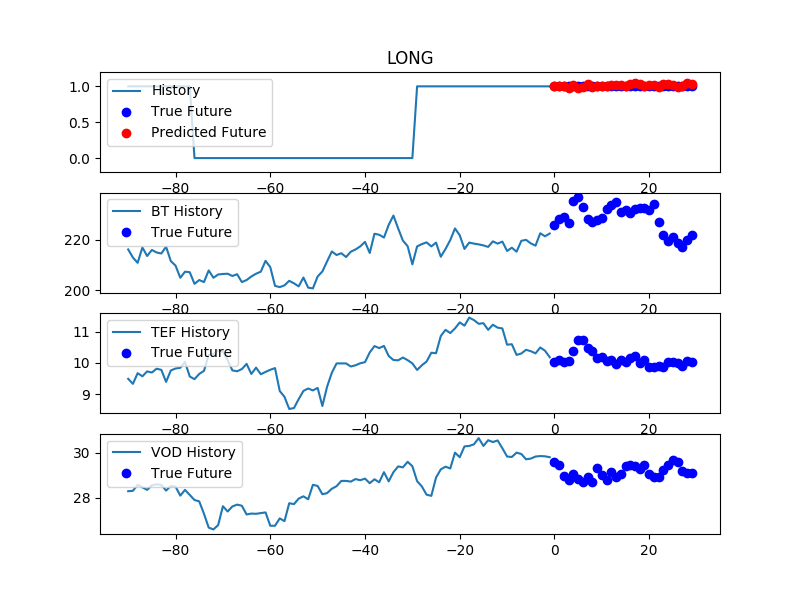 LONG
1.0
0.5
0.0
History
True Future
Predicted Future
−80 −60 −40 −20 0 20
220
200
BT History
True Future
−80 −60 −40 −20 0 20
11
10
9
TEF History
True Future
−80 −60 −40 −20 0 20
30
28
VOD History
True Future
−80 −60 −40 −20 0 20